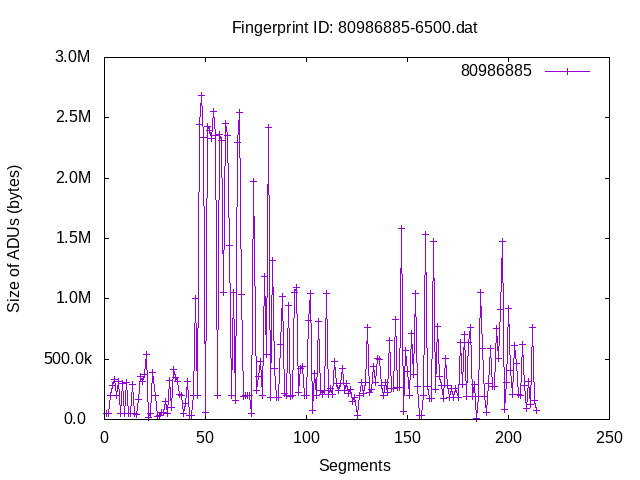 Fingerprint ID: 80986885-6500.dat
80986885
3.0M
2.5M
2.0M
1.5M
1.0M
500.0k
0.0
Size of ADUs (bytes)
0 50 100 150 200 250
Segments